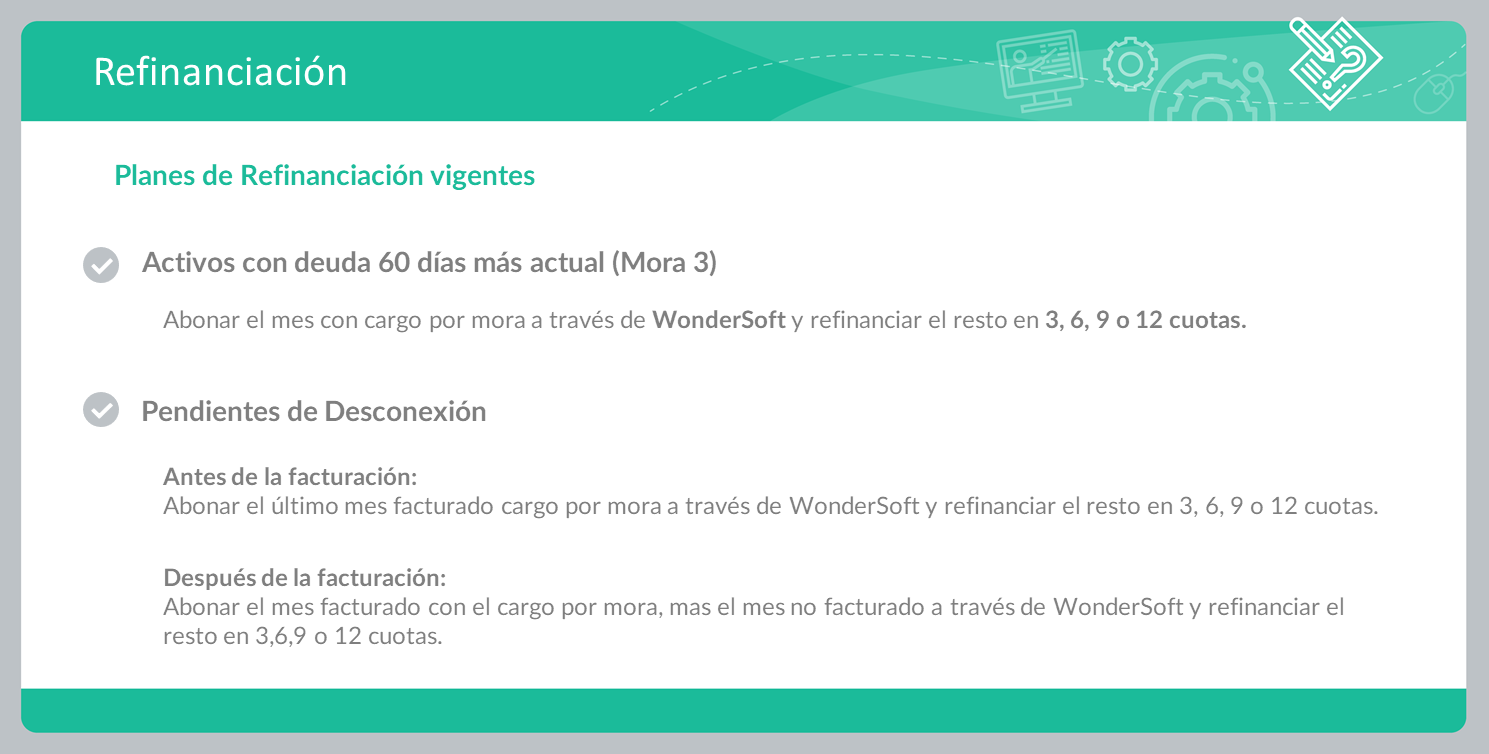 Refinanciación
Planes de Refinanciación vigentes
Activos con deuda 60 días más actual (Mora 3)
Abonar el mes con cargo por mora a través de WonderSoft y refinanciar el resto en 3, 6, 9 o 12 cuotas.
Pendientes de Desconexión
Antes de la facturación:
Abonar el último mes facturado cargo por mora a través de WonderSoft y refinanciar el resto en 3, 6, 9 o 12 cuotas.
Después de la facturación:
Abonar el mes facturado con el cargo por mora, mas el mes no facturado a través de WonderSoft y refinanciar el
resto en 3,6,9 o 12 cuotas.